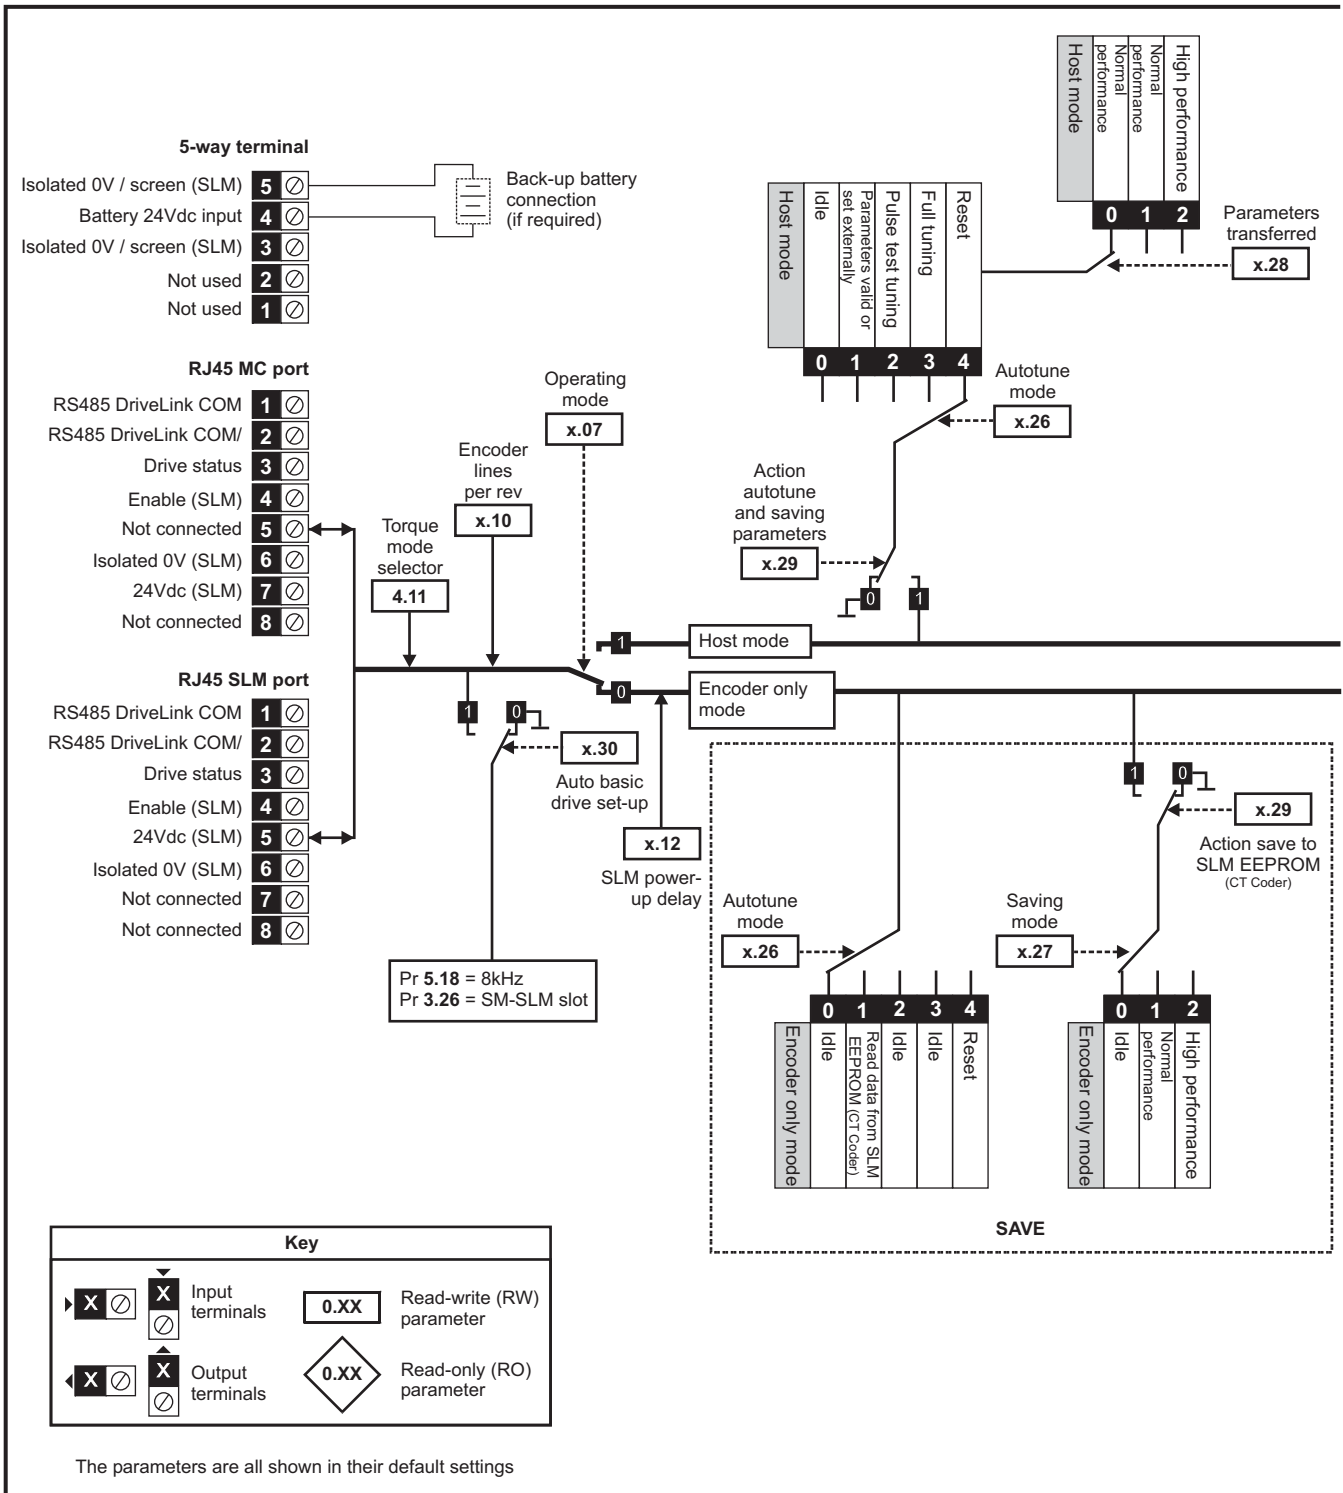 5-way terminal
Isolated 0V / screen (SLM) 5
Battery 24Vdc input 4
Isolated 0V / screen (SLM) 3
Not used 2
Not used 1
Back-up battery
connection
(if required)
RJ45 MC port
RS485 DriveLink COM 1
RS485 DriveLink COM/ 2
Drive status 3
Enable (SLM) 4
Not connected 5
Isolated 0V (SLM) 6
24Vdc (SLM) 7
Not connected 8
RJ45 SLM port
RS485 DriveLink COM 1
RS485 DriveLink COM/ 2
Drive status 3
Enable (SLM) 4
24Vdc (SLM) 5
Isolated 0V (SLM) 6
Not connected 7
Not connected 8
Torque
mode
selector
4.11
Encoder
lines
per rev
x.10
Operating
mode
x.07
1
0
1 0
x.30
Auto basic
drive set-up
Pr 5.18 = 8kHz
Pr 3.26 = SM-SLM slot
x.12
SLM power-
up delay
Host mode
Encoder only
mode
Host mode
Normal
performance
Normal
performance
High performance
0 1 2
Parameters
transferred
x.28
Host mode
Idle
Parameters valid or
set externally
Pulse test tuning
Full tuning
Reset
0 1 2 3 4
Autotune
mode
x.26
Action
autotune
and saving
parameters
x.29
0 1
1 0
x.29
Action save to
SLM EEPROM
(CT Coder)
Autotune
mode
x.26
0 1 2 3 4
Encoder only mode
Idle
Read data from SLM
EEPROM (CT Coder)
Idle
Idle
Reset
Saving
mode
x.27
0 1 2
Encoder only mode
Idle
Normal
performance
High performance
SAVE
Key
X X Input
terminals
0.XX Read-write (RW)
parameter
X X Output
terminals
0.XX Read-only (RO)
parameter
The parameters are all shown in their default settings